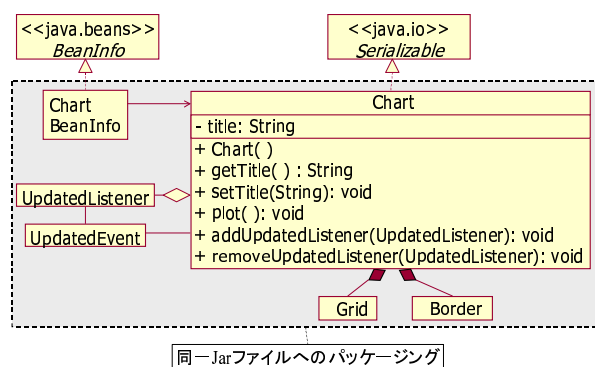 <<java.beans>>
BeanInfo
<<java.io>>
Serializable
Chart
BeanInfo
Chart
- title: String
+ Chart( )
+ getTitle( ) : String
+ setTitle(String): void
+ plot( ): void
+ addUpdatedListener(UpdatedListener): void
+ removeUpdatedListener(UpdatedListener): void
UpdatedListener
UpdatedEvent
Grid
Border
同一Jarファイルへのパッケージング